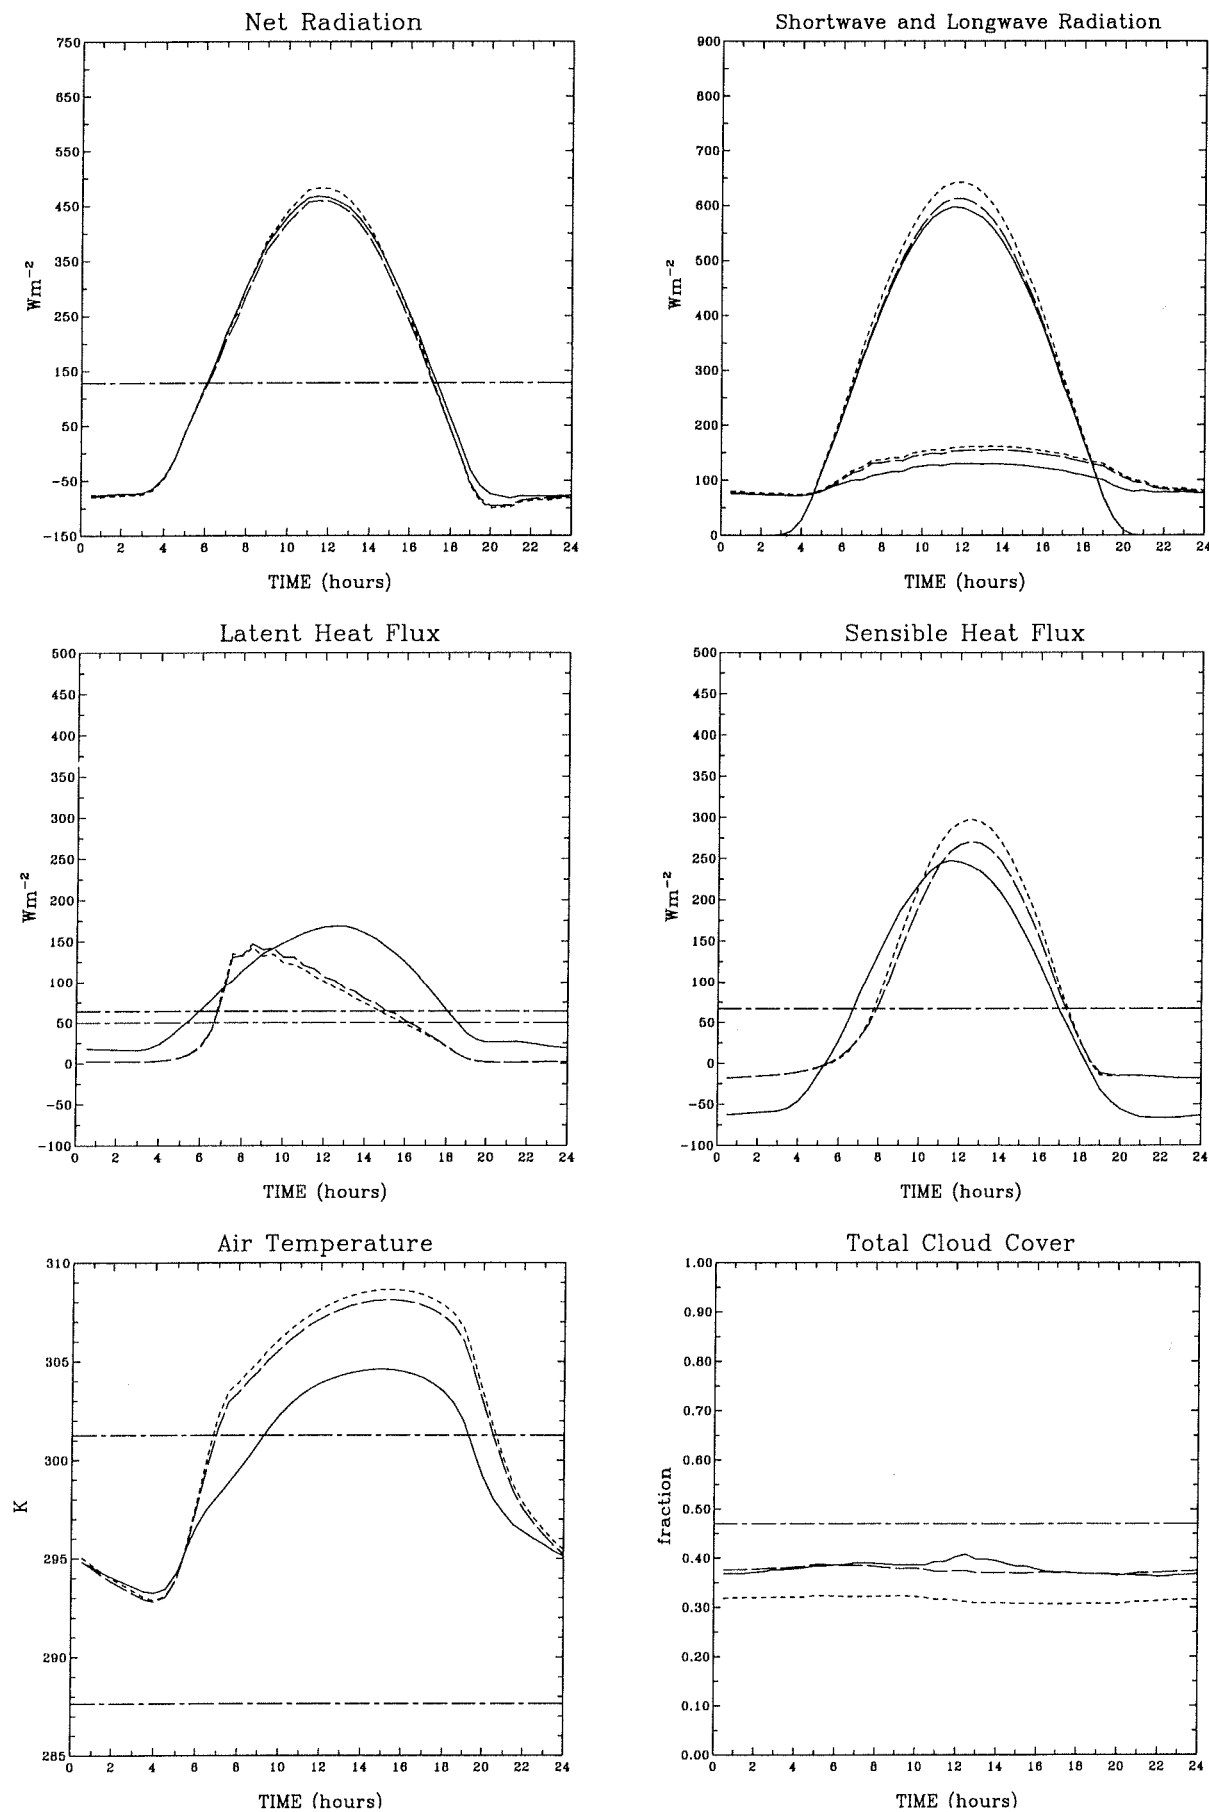 Net Radiation
750
650
550
450
350
250
150
50
−50
−150
Wm−2
0 2 4 6 8 10 12 14 16 18 20 22 24
TIME (hours)
Shortwave and Longwave Radiation
900
800
700
600
500
400
300
200
100
0
Wm−2
0 2 4 6 8 10 12 14 16 18 20 22 24
TIME (hours)
Latent Heat Flux
500
450
400
350
300
250
200
150
100
50
0
−50
−100
Wm−2
0 2 4 6 8 10 12 14 16 18 20 22 24
TIME (hours)
Sensible Heat Flux
500
450
400
350
300
250
200
150
100
50
0
−50
−100
Wm−2
0 2 4 6 8 10 12 14 16 18 20 22 24
TIME (hours)
Air Temperature
310
305
300
295
290
285
K
0 2 4 6 8 10 12 14 16 18 20 22 24
TIME (hours)
Total Cloud Cover
1.00
0.90
0.80
0.70
0.60
0.50
0.40
0.30
0.20
0.10
0.00
fraction
0 2 4 6 8 10 12 14 16 18 20 22 24
TIME (hours)